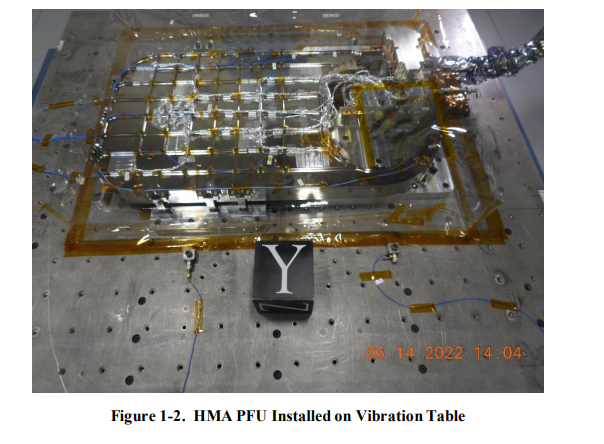 Y
06 14 2022 14:04
Figure 1-2. HMA PFU Installed on Vibration Table